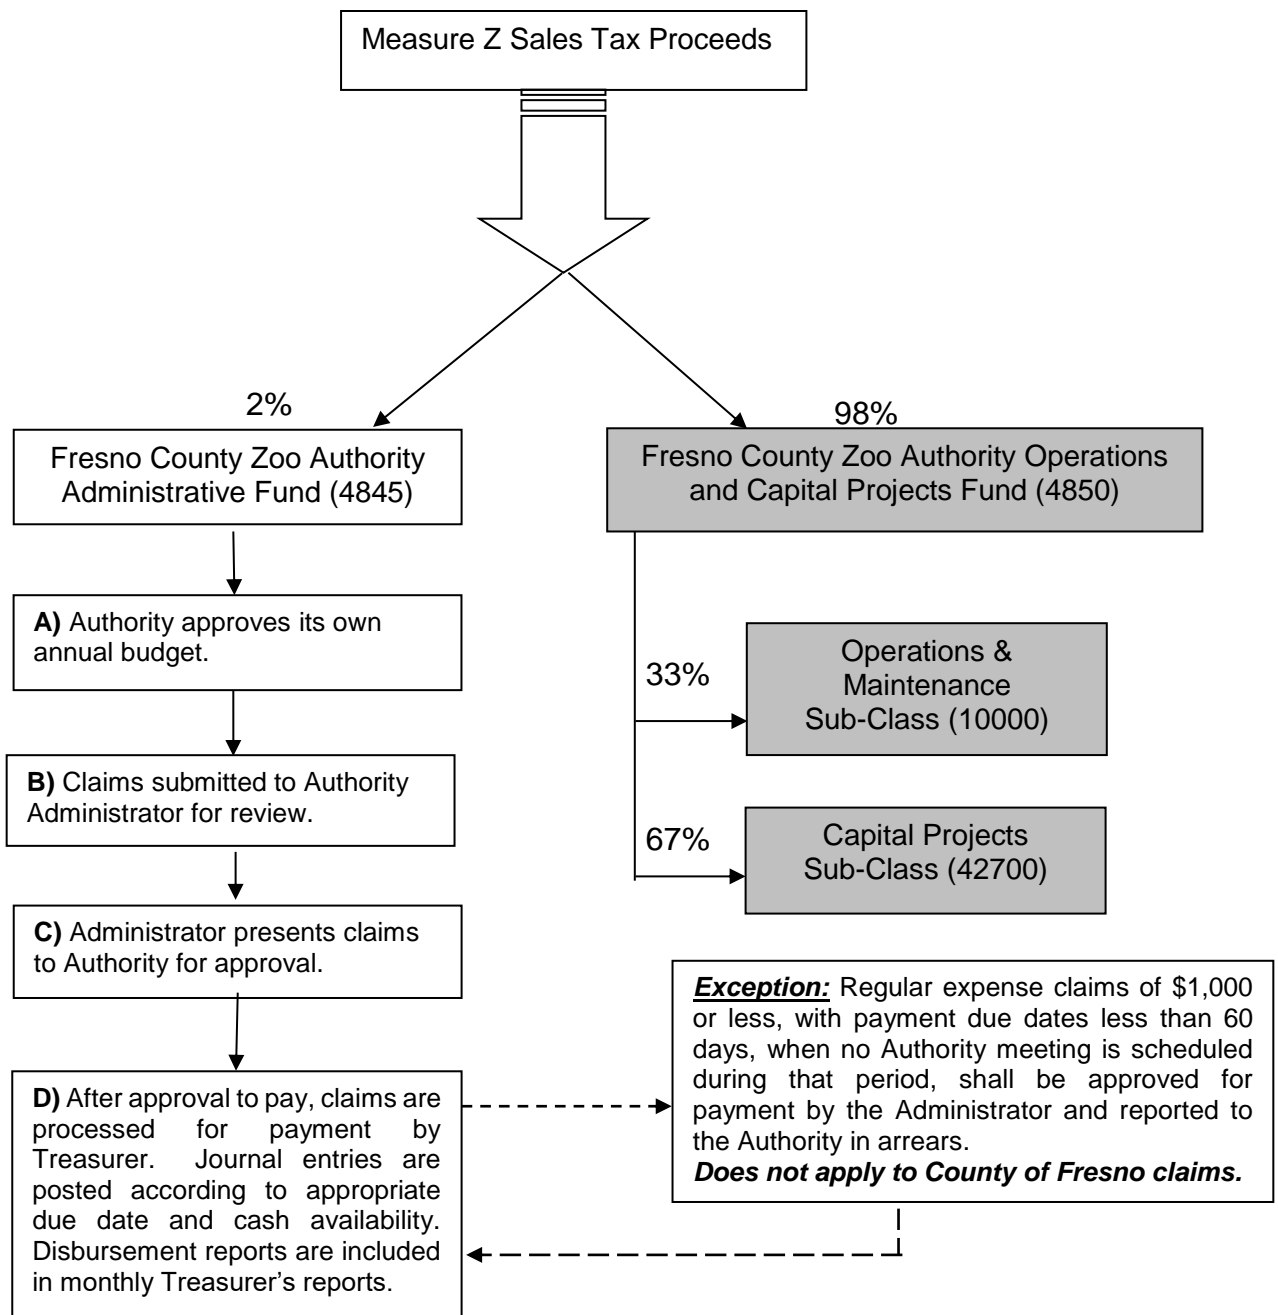 Measure Z Sales Tax Proceeds
2%
98%
Fresno County Zoo Authority
Administrative Fund (4845)
Fresno County Zoo Authority Operations
and Capital Projects Fund (4850)
A) Authority approves its own
annual budget.
33%
Operations &
Maintenance
Sub-Class (10000)
B) Claims submitted to Authority
Administrator for review.
67%
Capital Projects
Sub-Class (42700)
C) Administrator presents claims
to Authority for approval.
Exception: Regular expense claims of $1,000
or less, with payment due dates less than 60
days, when no Authority meeting is scheduled
during that period, shall be approved for
payment by the Administrator and reported to
the Authority in arrears.
Does not apply to County of Fresno claims.
D) After approval to pay, claims are
processed for payment by
Treasurer. Journal entries are
posted according to appropriate
due date and cash availability.
Disbursement reports are included
in monthly Treasurer's reports.